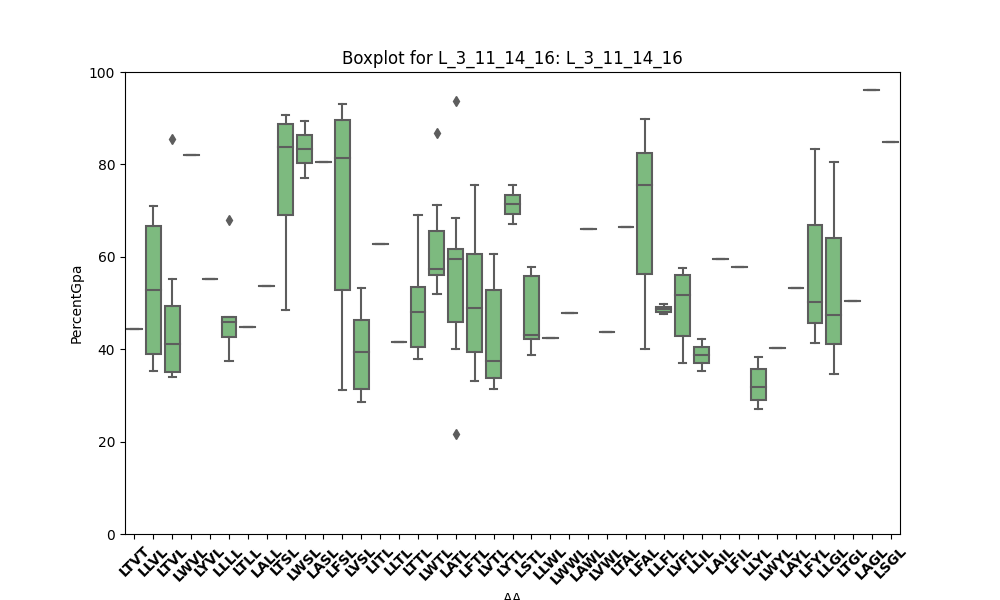 Boxplot for L_3_11_14_16: L_3_11_14_16
100
80
60
40
20
0
PercentGpa
LTVT LLVL LTVL LWVL LYVL LLLL LTLL LALL LTSL LWSL LASL LFSL LVSL LITL LLTL LTTL LWTL LATL LFTL LVTL LYTL LSTL LLWL LWWL LAWL LVWL LTAL LFAL LLFL LVFL LLIL LAIL LFIL LLYL LWYL LAYL LFYL LLGL LTGL LAGL LSGL
AA